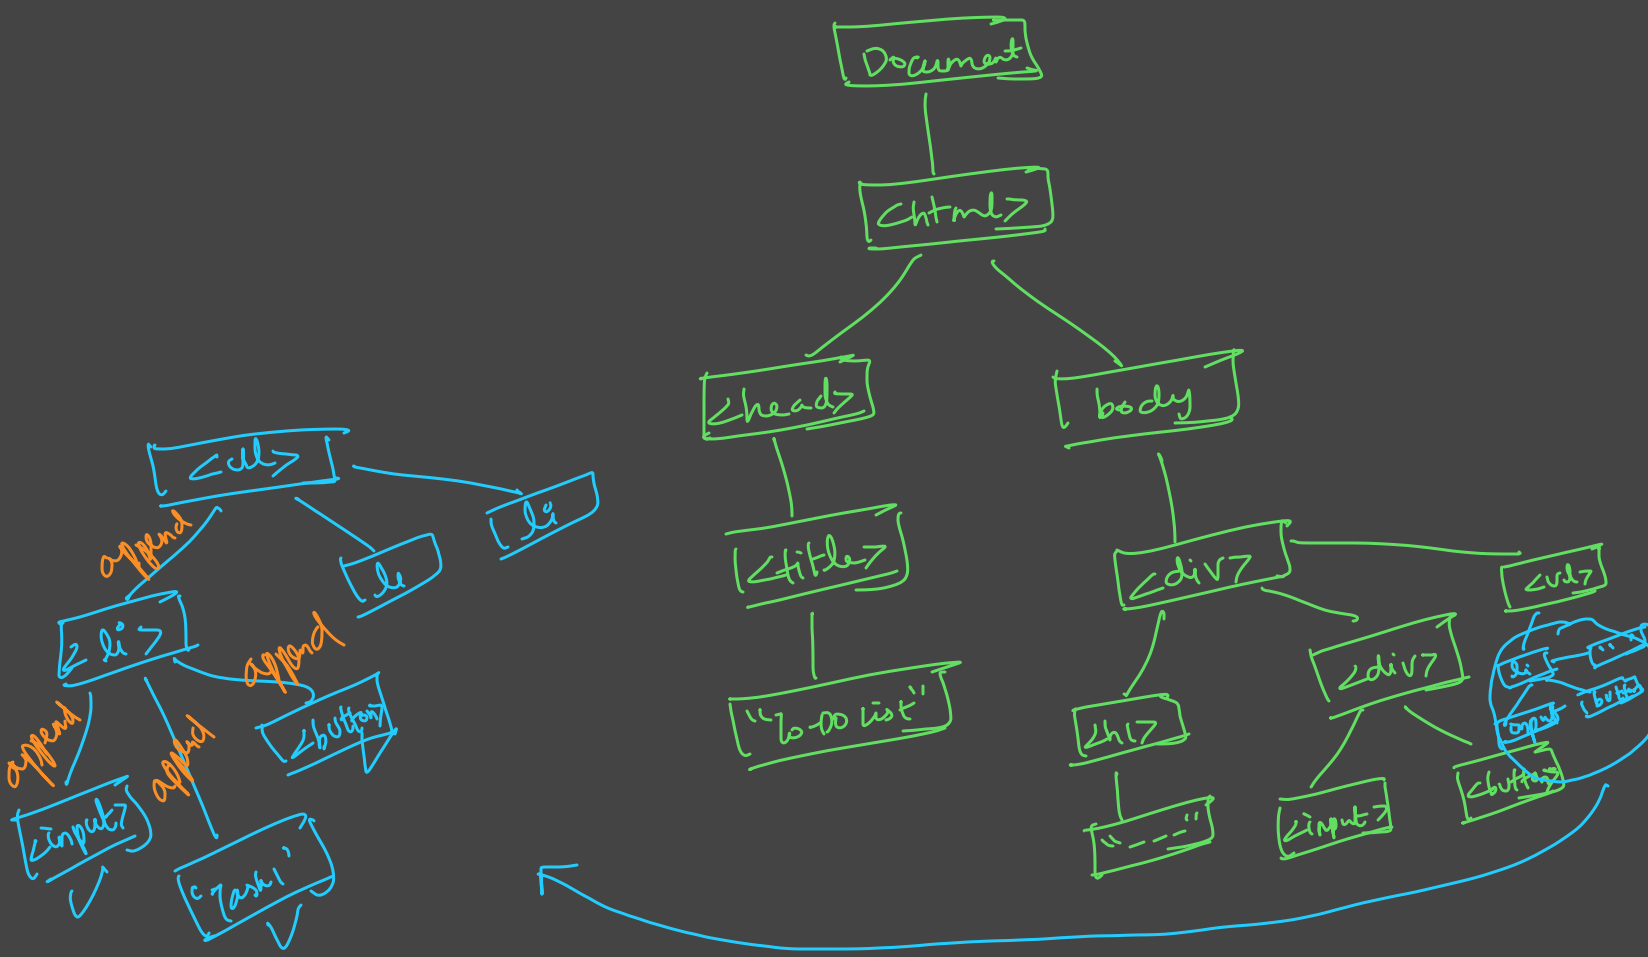 Document
<html>
<head>
body
<ul>
li
<title>
<div>
<ul>
append
li
<li>
append
<div>
li
" "
button
input
<button>
"To-Do List"
<h1>
append
append
<input>
"Task1"
<input>
<button>
"----"